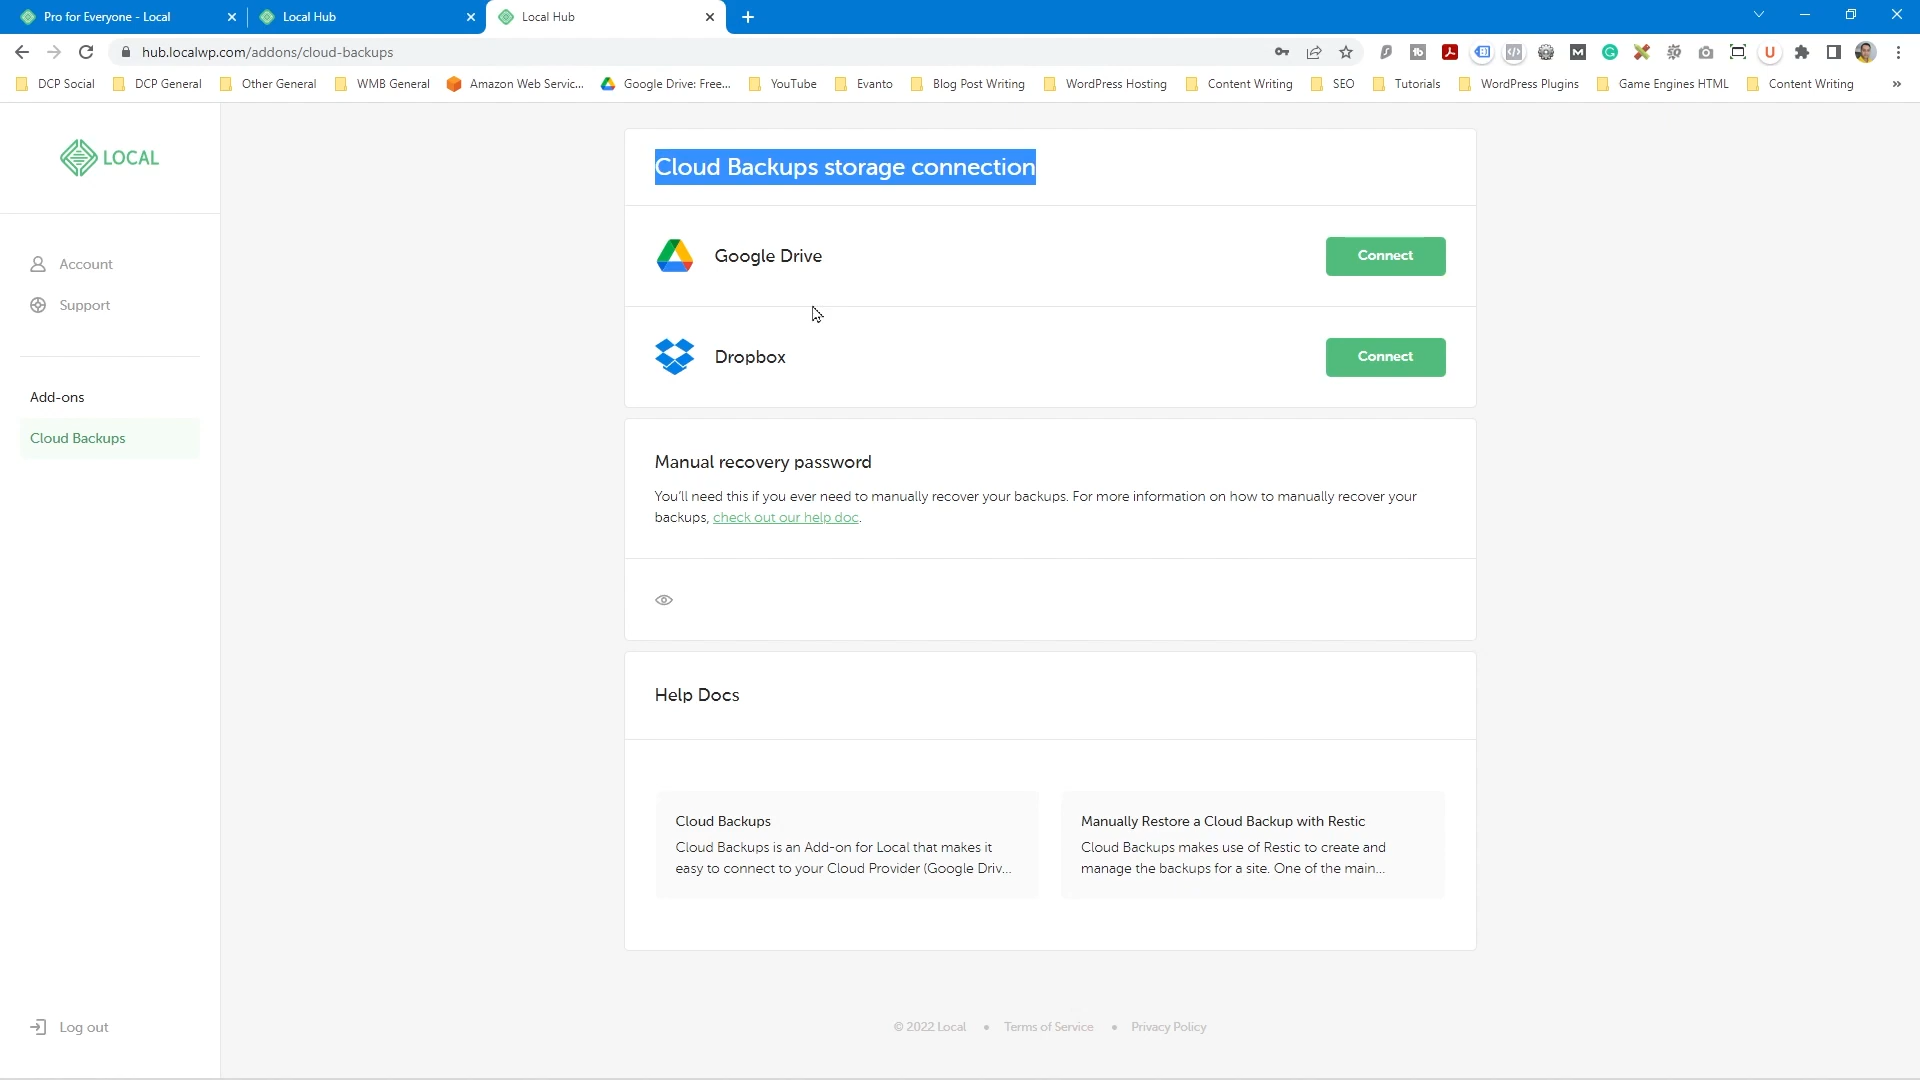 Pro for Everyone - Local
Local Hub
Local Hub
hub.localwp.com/addons/cloud-backups
DCP Social
DCP General
Other General
WMB General
Amazon Web Servic...
Google Drive: Free...
YouTube
Evanto
Blog Post Writing
WordPress Hosting
Content Writing
SEO
Tutorials
WordPress Plugins
Game Engines HTML
Content Writing
LOCAL
Account
Support
Add-ons
Cloud Backups
Log out
Cloud Backups storage connection
Google Drive
Connect
Dropbox
Connect
Manual recovery password
You'll need this if you ever need to manually recover your backups. For more information on how to manually recover your
backups, check out our help doc.
Help Docs
Cloud Backups
Cloud Backups is an Add-on for Local that makes it
easy to connect to your Cloud Provider (Google Driv...
Manually Restore a Cloud Backup with Restic
Cloud Backups makes use of Restic to create and
manage the backups for a site. One of the main...
© 2022 Local • Terms of Service • Privacy Policy